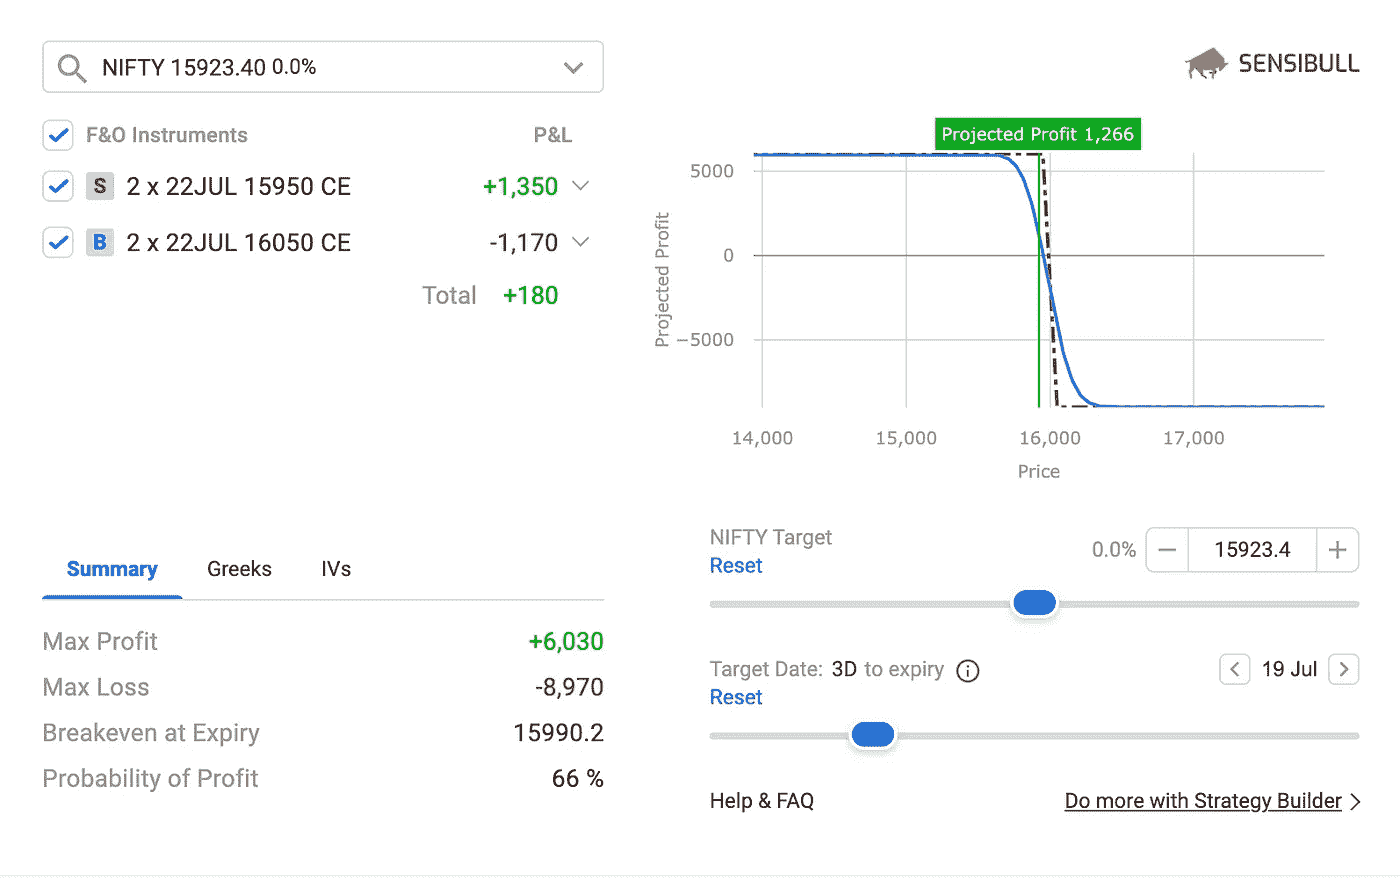 NIFTY 15923.40 0.0%
F&O Instruments P&L
S 2 x 22JUL 15950 CE +1,350
B 2 x 22JUL 16050 CE -1,170
Total +180
Summary Greeks IVs
Max Profit +6,030
Max Loss -8,970
Breakeven at Expiry 15990.2
Probability of Profit 66 %
SENSIBULL
Projected Profit 1,266
5000
0
−5000
Projected Profit
14,000 15,000 16,000 17,000
Price
NIFTY Target 0.0% − 15923.4 +
Reset
Target Date: 3D to expiry 19 Jul
Reset
Help & FAQ Do more with Strategy Builder